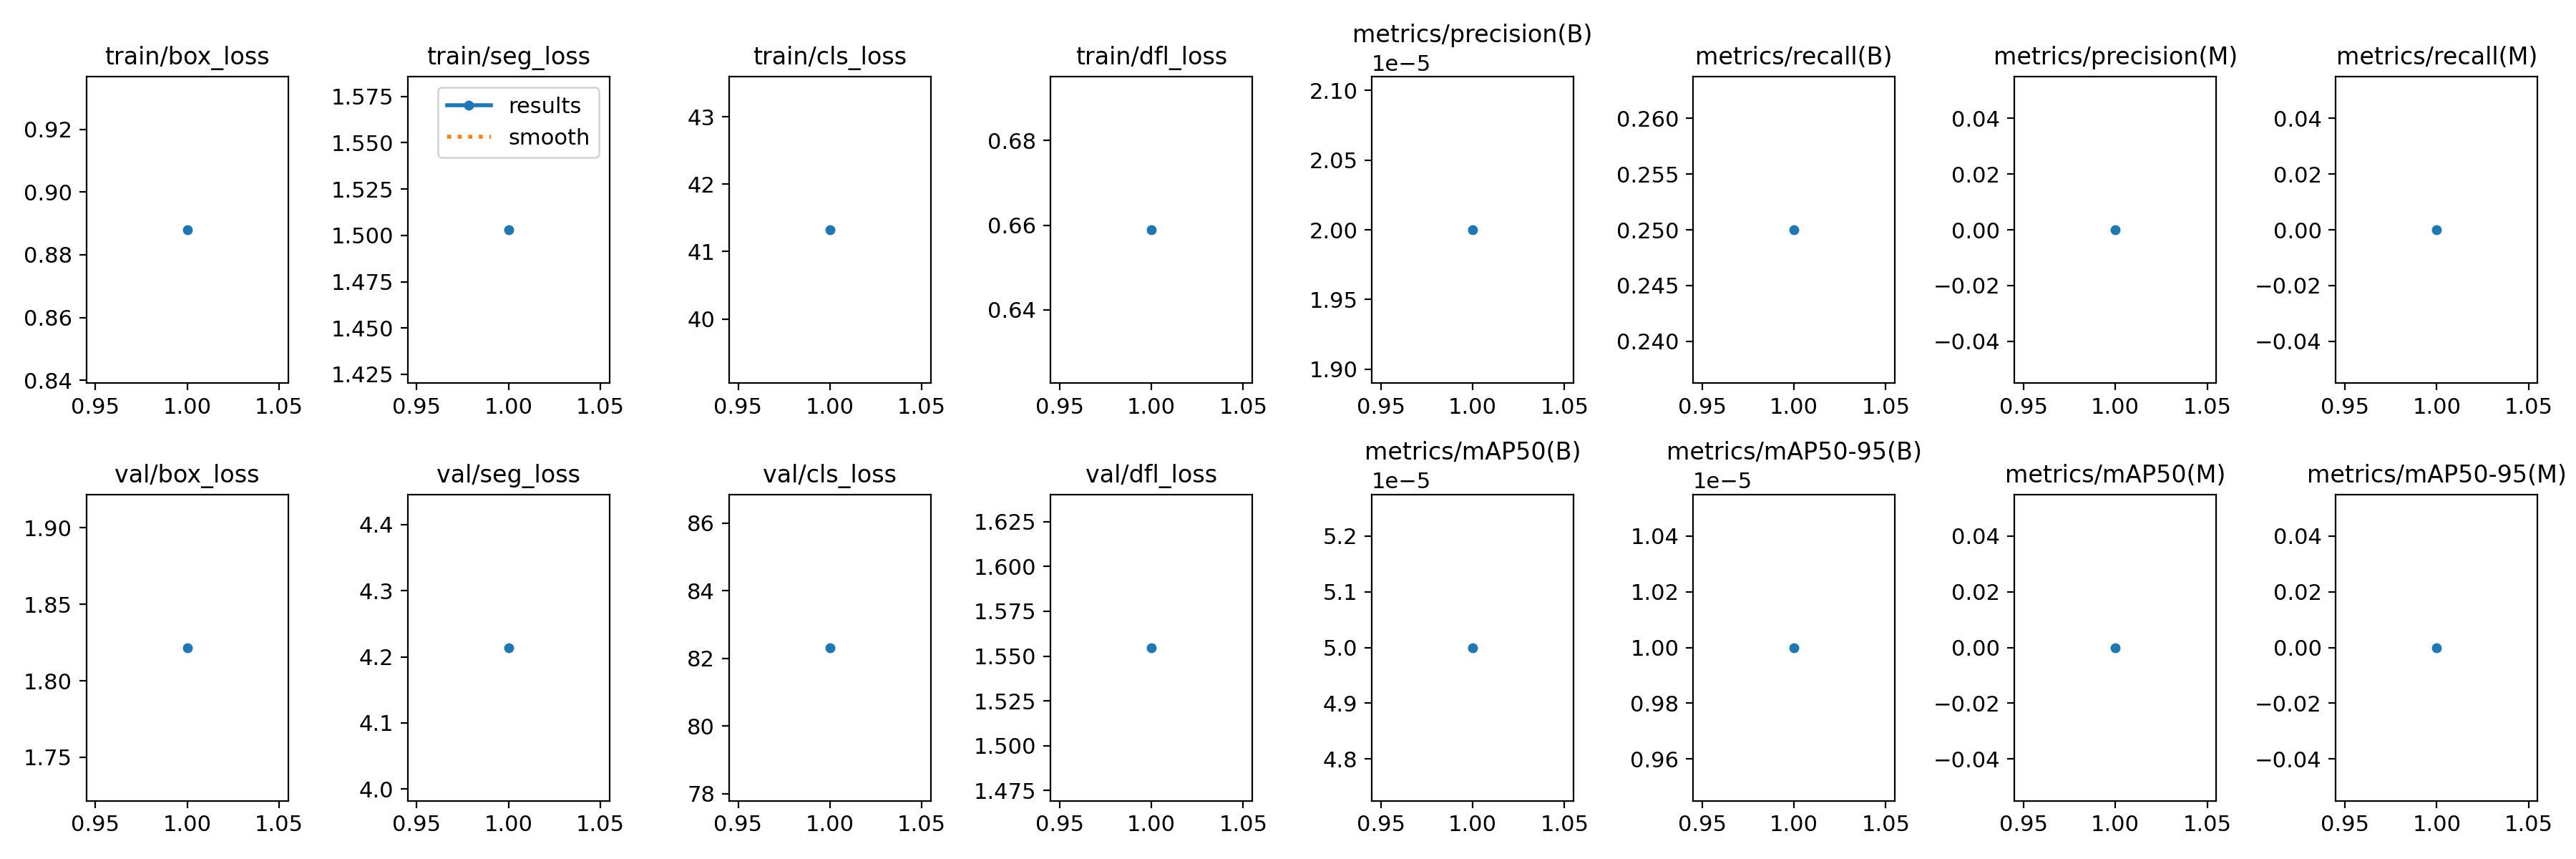 train/box_loss
0.92
0.90
0.88
0.86
0.84
0.95 1.00 1.05
train/seg_loss
results
smooth
1.575
1.550
1.525
1.500
1.475
1.450
1.425
0.95 1.00 1.05
train/cls_loss
43
42
41
40
0.95 1.00 1.05
train/dfl_loss
0.68
0.66
0.64
0.95 1.00 1.05
metrics/precision(B)
1e−5
2.10
2.05
2.00
1.95
1.90
0.95 1.00 1.05
metrics/recall(B)
0.260
0.255
0.250
0.245
0.240
0.95 1.00 1.05
metrics/precision(M)
0.04
0.02
0.00
−0.02
−0.04
0.95 1.00 1.05
metrics/recall(M)
0.04
0.02
0.00
−0.02
−0.04
0.95 1.00 1.05
val/box_loss
1.90
1.85
1.80
1.75
0.95 1.00 1.05
val/seg_loss
4.4
4.3
4.2
4.1
4.0
0.95 1.00 1.05
val/cls_loss
86
84
82
80
78
0.95 1.00 1.05
val/dfl_loss
1.625
1.600
1.575
1.550
1.525
1.500
1.475
0.95 1.00 1.05
metrics/mAP50(B)
1e−5
5.2
5.1
5.0
4.9
4.8
0.95 1.00 1.05
metrics/mAP50-95(B)
1e−5
1.04
1.02
1.00
0.98
0.96
0.95 1.00 1.05
metrics/mAP50(M)
0.04
0.02
0.00
−0.02
−0.04
0.95 1.00 1.05
metrics/mAP50-95(M)
0.04
0.02
0.00
−0.02
−0.04
0.95 1.00 1.05